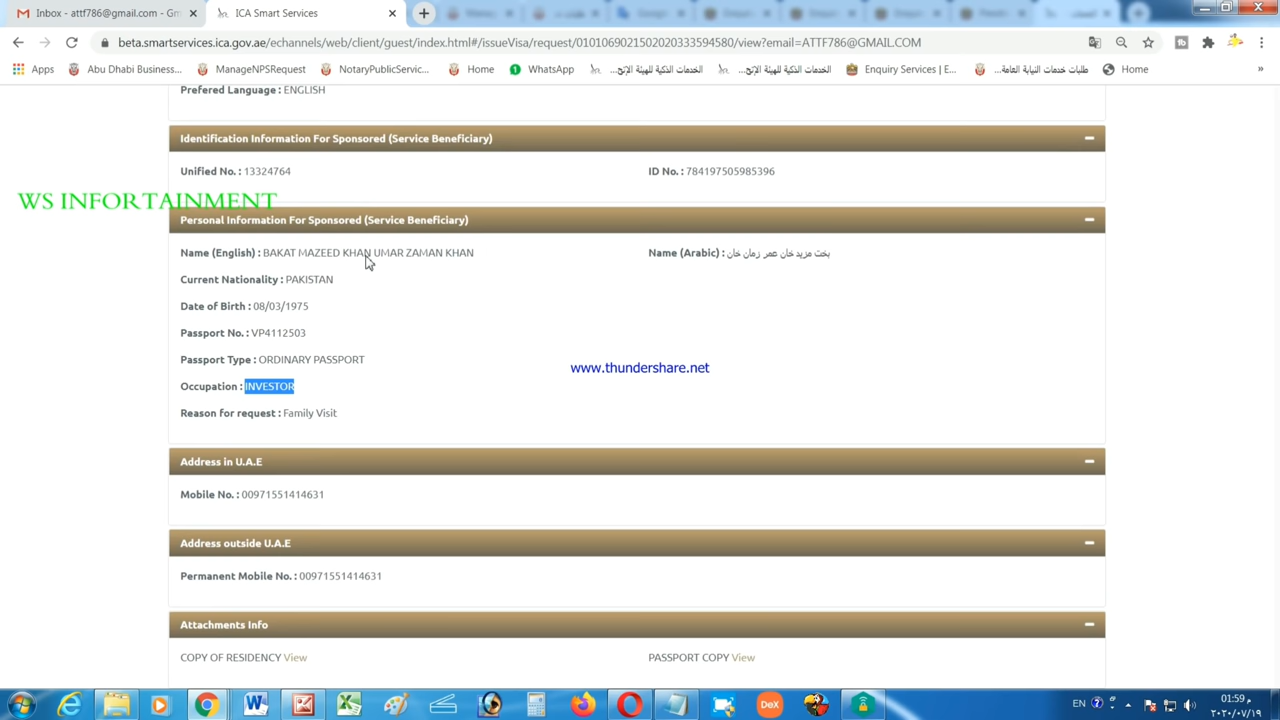 Inbox - attf786@gmail.com - Gm
ICA Smart Services
beta.smartservices.ica.gov.ae/echannels/web/client/guest/index.html#/issueVisa/request/0101069021502020333594580/view?email=ATTF786@GMAIL.COM
Apps
Abu Dhabi Business...
ManageNPSRequest
NotaryPublicServic...
Home
WhatsApp
الخدمات الذكية للهيئة الإتح...
الخدمات الذكية للهيئة الإتح...
Enquiry Services | E...
طلبات خدمات النيابة العامة...
Home
Prefered Language : ENGLISH
Identification Information For Sponsored (Service Beneficiary)
Unified No. : 13324764
ID No. : 784197505985396
WS INFORTAINMENT
Personal Information For Sponsored (Service Beneficiary)
Name (English) : BAKAT MAZEED KHAN UMAR ZAMAN KHAN
Name (Arabic) : بخت مزيد خان عمر زمان خان
Current Nationality : PAKISTAN
Date of Birth : 08/03/1975
Passport No. : VP4112503
Passport Type : ORDINARY PASSPORT
www.thundershare.net
Occupation : INVESTOR
Reason for request : Family Visit
Address in U.A.E
Mobile No. : 00971551414631
Address outside U.A.E
Permanent Mobile No. : 00971551414631
Attachments Info
COPY OF RESIDENCY View
PASSPORT COPY View
EN
01:59 م
٢٠٢٠/٠٧/١٩